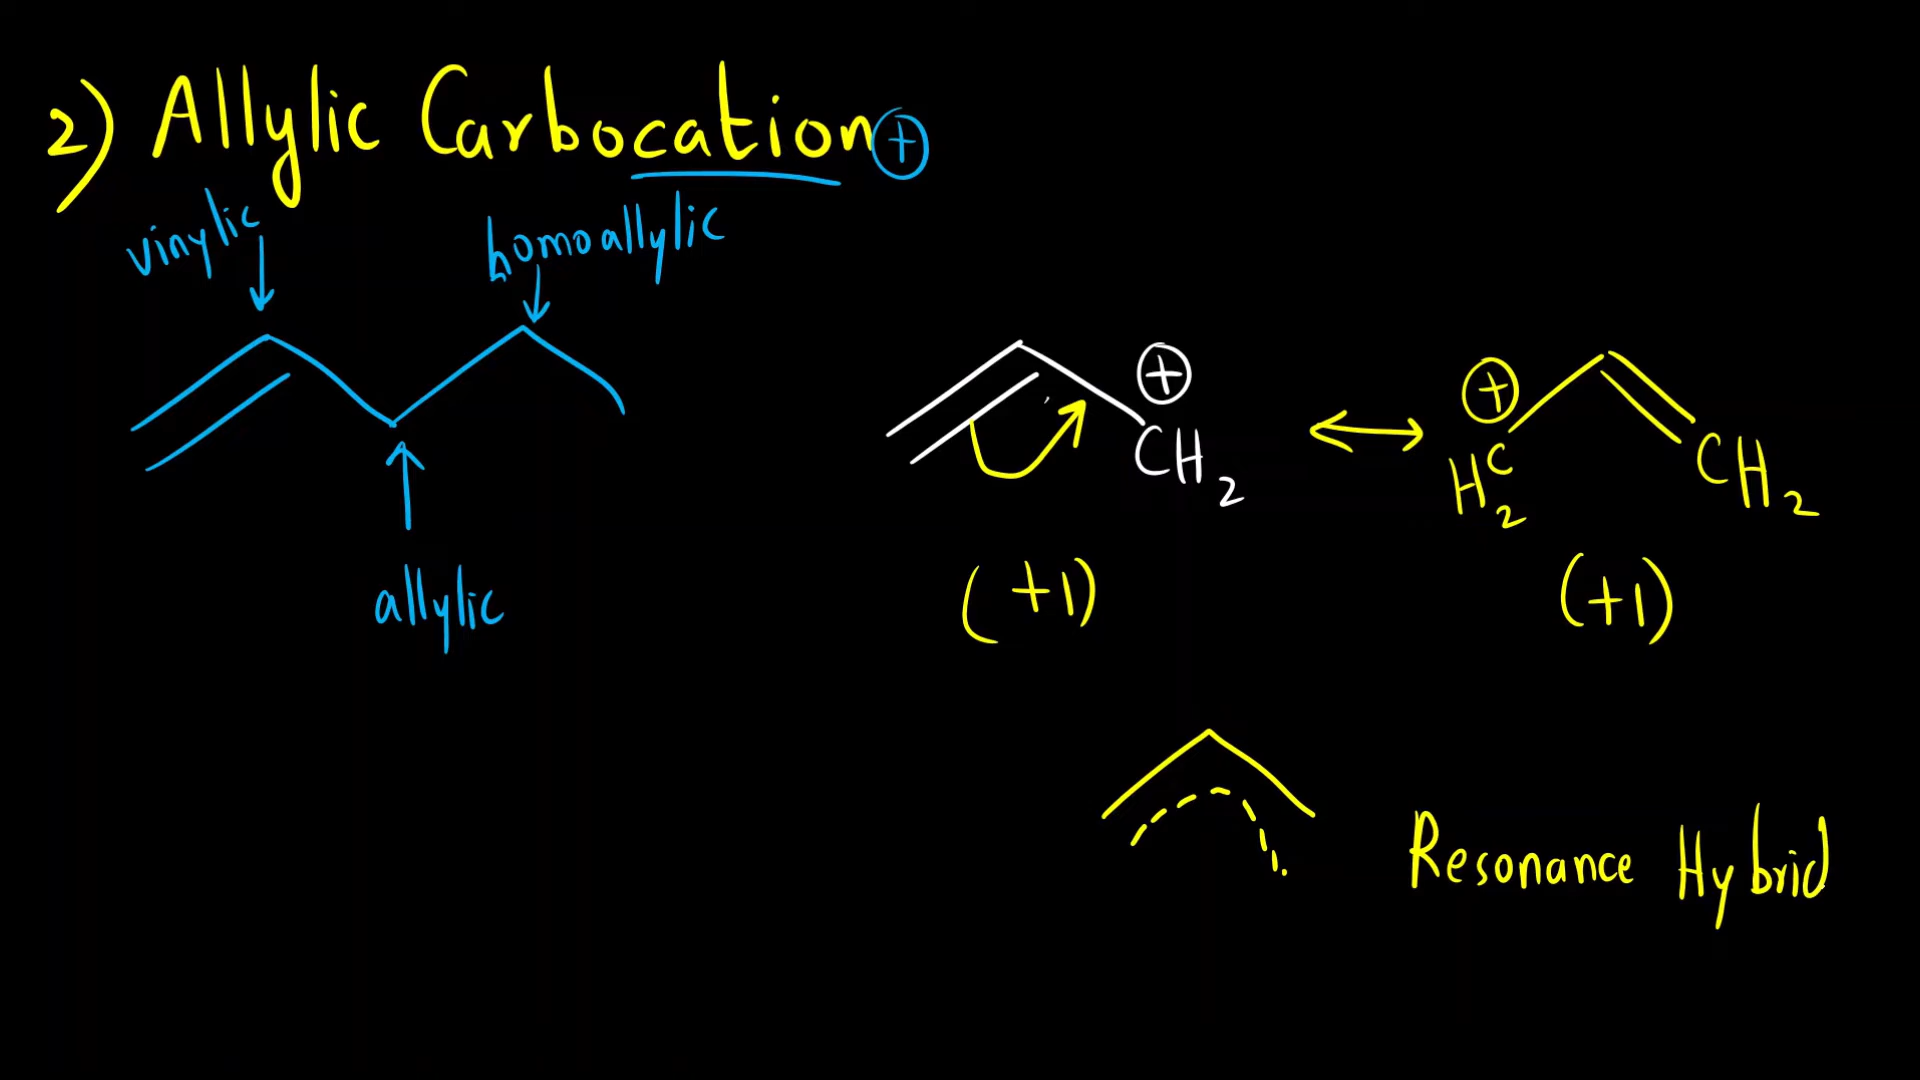 2) Allylic Carbocation ⊕
vinylic
homoallylic
allylic
⊕
CH2
⊕
H2C
CH2
(+1)
(+1)
Resonance Hybrid